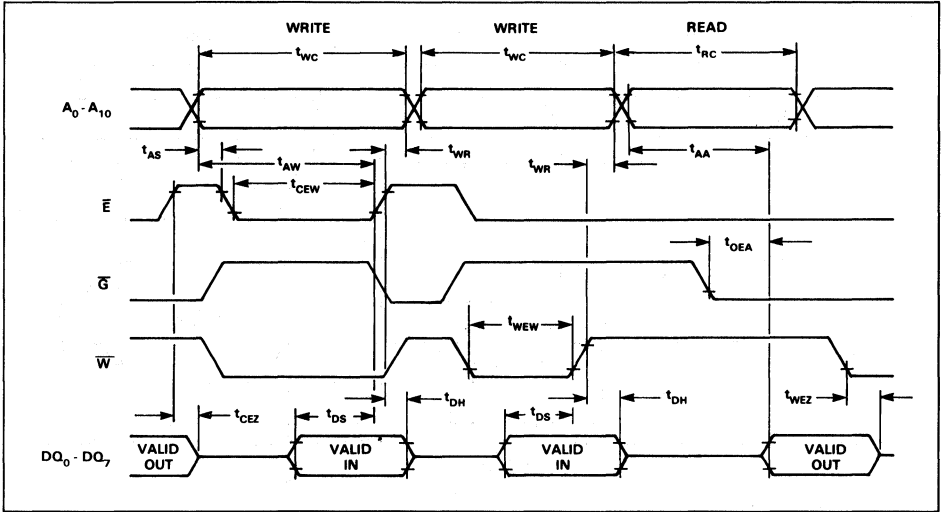 WRITE WRITE READ
tWC tWC tRC
A0 - A10
tAS tAW tWR tWR tAA
tCEW
E̅
tOEA
G̅
tWEW
W̅
tCEZ tDS tDH tDS tDH tWEZ
DQ0 - DQ7 VALID OUT VALID IN VALID IN VALID OUT